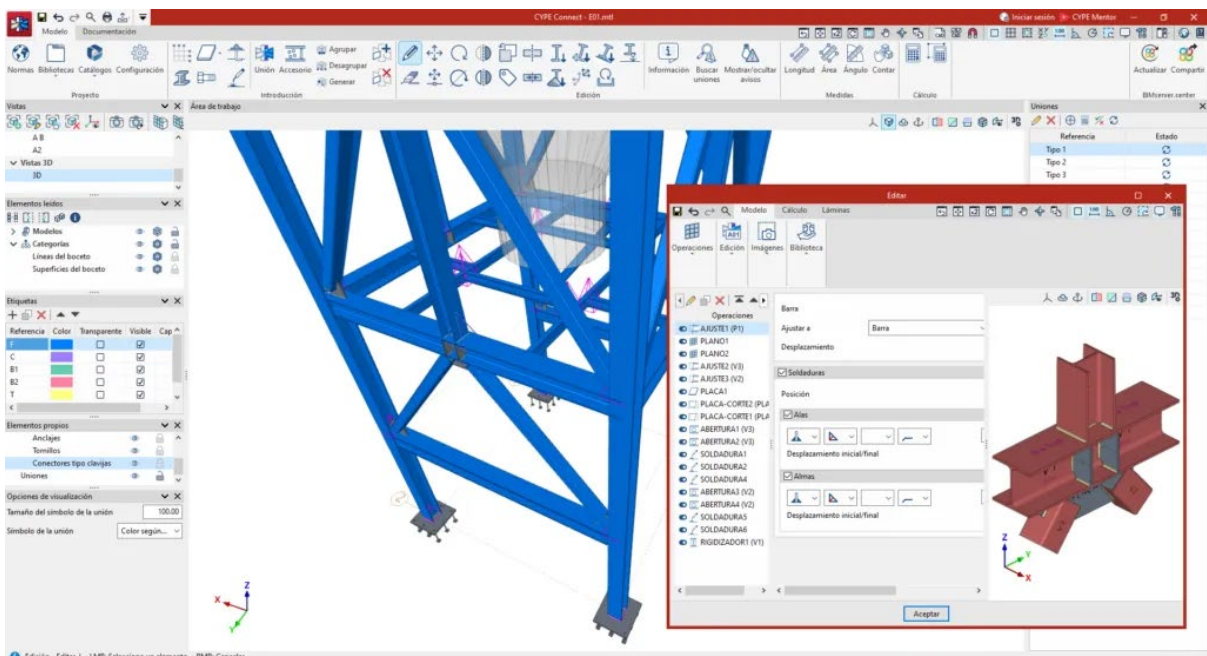 CYPE Connect - E01.mtl
Iniciar sesión
CYPE Mentor
Modelo Documentación
Normas Bibliotecas Catálogos Configuración
Unión Accesorio
Agrupar
Desagrupar
Generar
Información Buscar uniones Mostrar/ocultar avisos
Longitud Área Ángulo Contar
Actualizar Compartir
Proyecto Introducción Edición Medidas Cálculo BIMserver.center
Vistas
Área de trabajo
Uniones
A B
A2
Vistas 3D
3D
Referencia Estado
Tipo 1
Tipo 2
Tipo 3
Elementos leídos
Modelos
Categorías
Líneas del boceto
Superficies del boceto
Etiquetas
Referencia Color Transparente Visible Cap
F
C
B1
B2
T
Elementos propios
Anclajes
Tornillos
Conectores tipo clavijas
Uniones
Opciones de visualización
Tamaño del símbolo de la unión 100.00
Símbolo de la unión Color según...
Z
X
Y
Editar
Modelo Cálculo Láminas
Operaciones Edición Imágenes Biblioteca
Operaciones
AJUSTE1 (P1)
PLANO1
PLANO2
AJUSTE2 (V3)
AJUSTE3 (V2)
PLACA1
PLACA-CORTE2 (PLA
PLACA-CORTE1 (PLA
ABERTURA1 (V3)
ABERTURA2 (V3)
SOLDADURA1
SOLDADURA2
SOLDADURA4
ABERTURA3 (V2)
ABERTURA4 (V2)
SOLDADURA5
SOLDADURA6
RIGIDIZADOR1 (V1)
Barra
Ajustar a Barra
Desplazamiento
Soldaduras
Posición
Alas
Desplazamiento inicial/final
Almas
Desplazamiento inicial/final
Z
Y
X
Aceptar